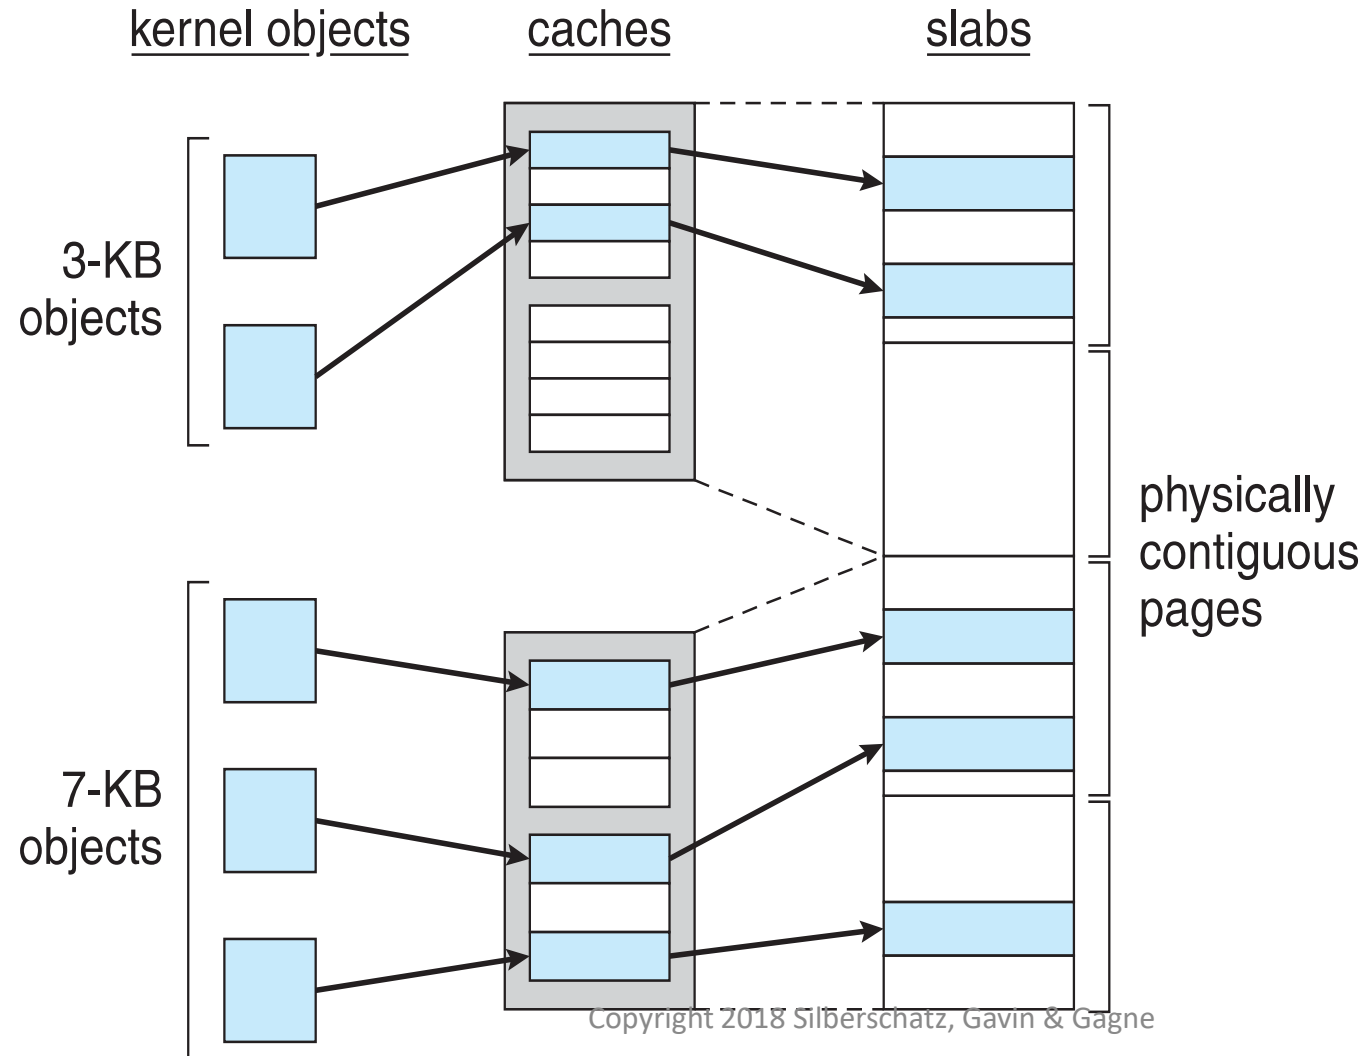 kernel objects
caches
slabs
3-KB
objects
physically
contiguous
pages
7-KB
objects
Copyright 2018 Silberschatz, Gavin & Gagne